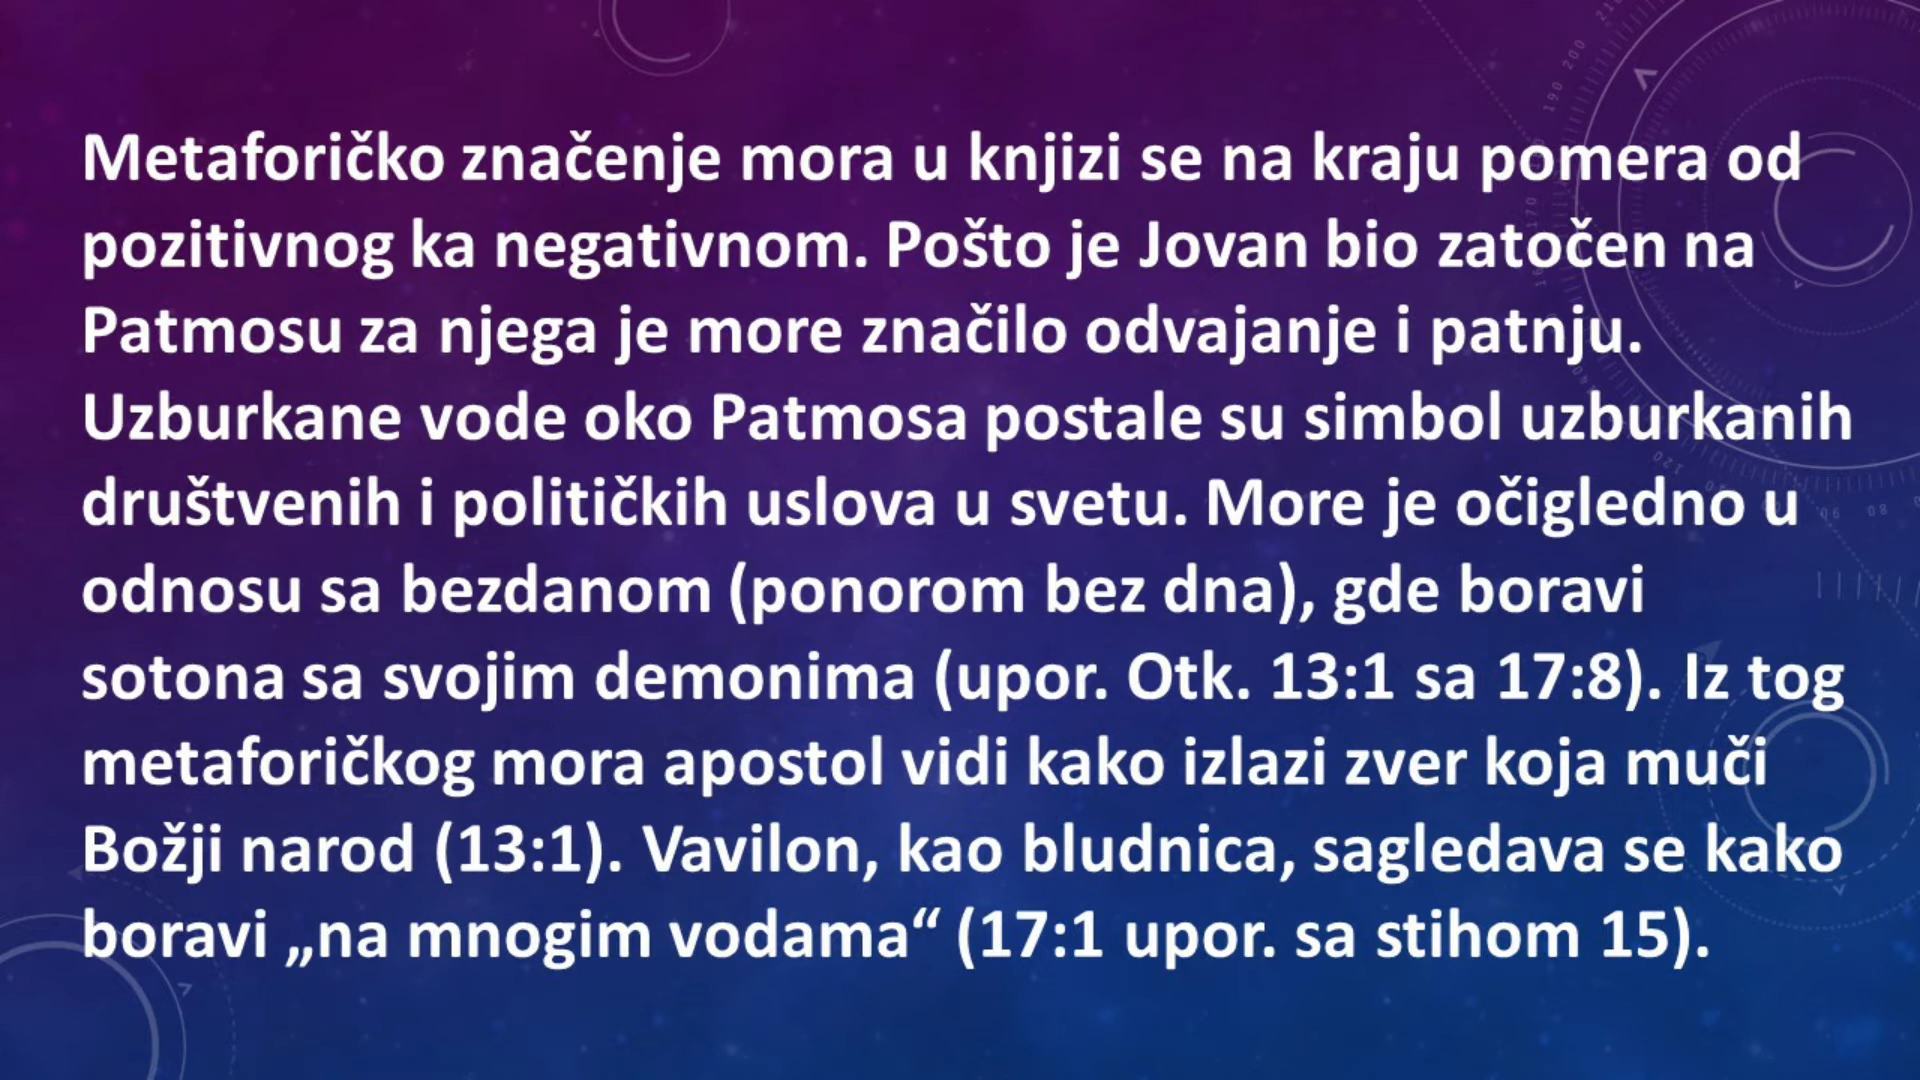 Metaforičko značenje mora u knjizi se na kraju pomera od
pozitivnog ka negativnom. Pošto je Jovan bio zatočen na
Patmosu za njega je more značilo odvajanje i patnju.
Uzburkane vode oko Patmosa postale su simbol uzburkanih
društvenih i političkih uslova u svetu. More je očigledno u
odnosu sa bezdanom (ponorom bez dna), gde boravi
sotona sa svojim demonima (upor. Otk. 13:1 sa 17:8). Iz tog
metaforičkog mora apostol vidi kako izlazi zver koja muči
Božji narod (13:1). Vavilon, kao bludnica, sagledava se kako
boravi „na mnogim vodama“ (17:1 upor. sa stihom 15).